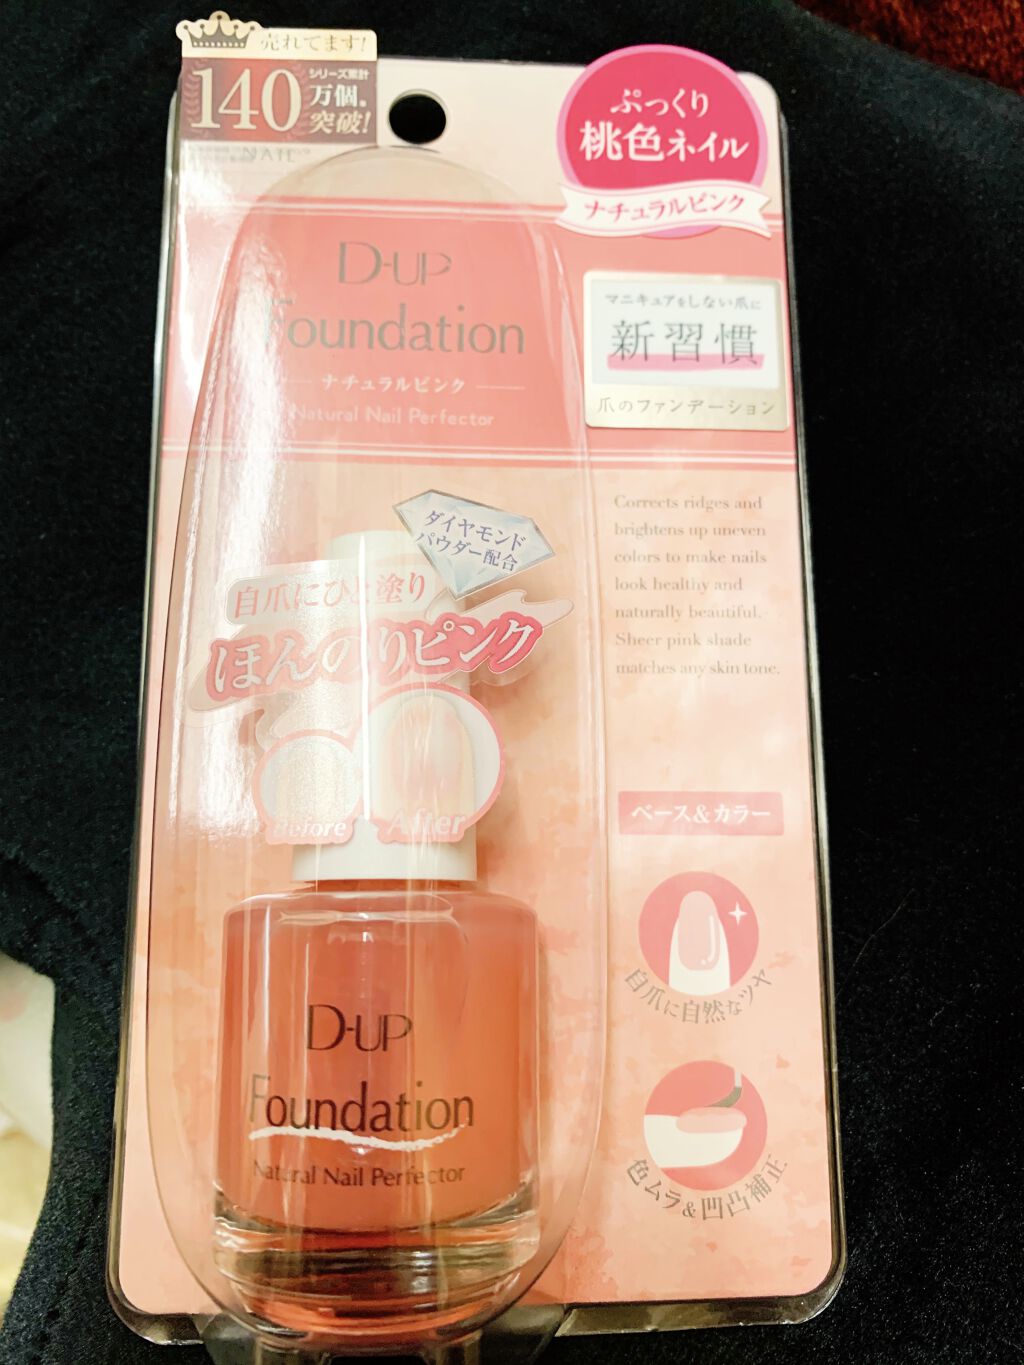 売れてます!
140
シリーズ累計
万個※
突破!
NAIL
ぷっくり
桃色ネイル
ナチュラルピンク
D-UP
Foundation
ナチュラルピンク
Natural Nail Perfector
マニキュアをしない爪に
新習慣
爪のファンデーション
Corrects ridges and
brightens up uneven
colors to make nails
look healthy and
naturally beautiful.
Sheer pink shade
matches any skin tone.
ダイヤモンド
パウダー配合
自爪にひと塗り
ほんのりピンク
Before
After
ベース&カラー
自爪に自然なツヤ
色ムラ&凹凸補正
D-UP
Foundation
Natural Nail Perfector